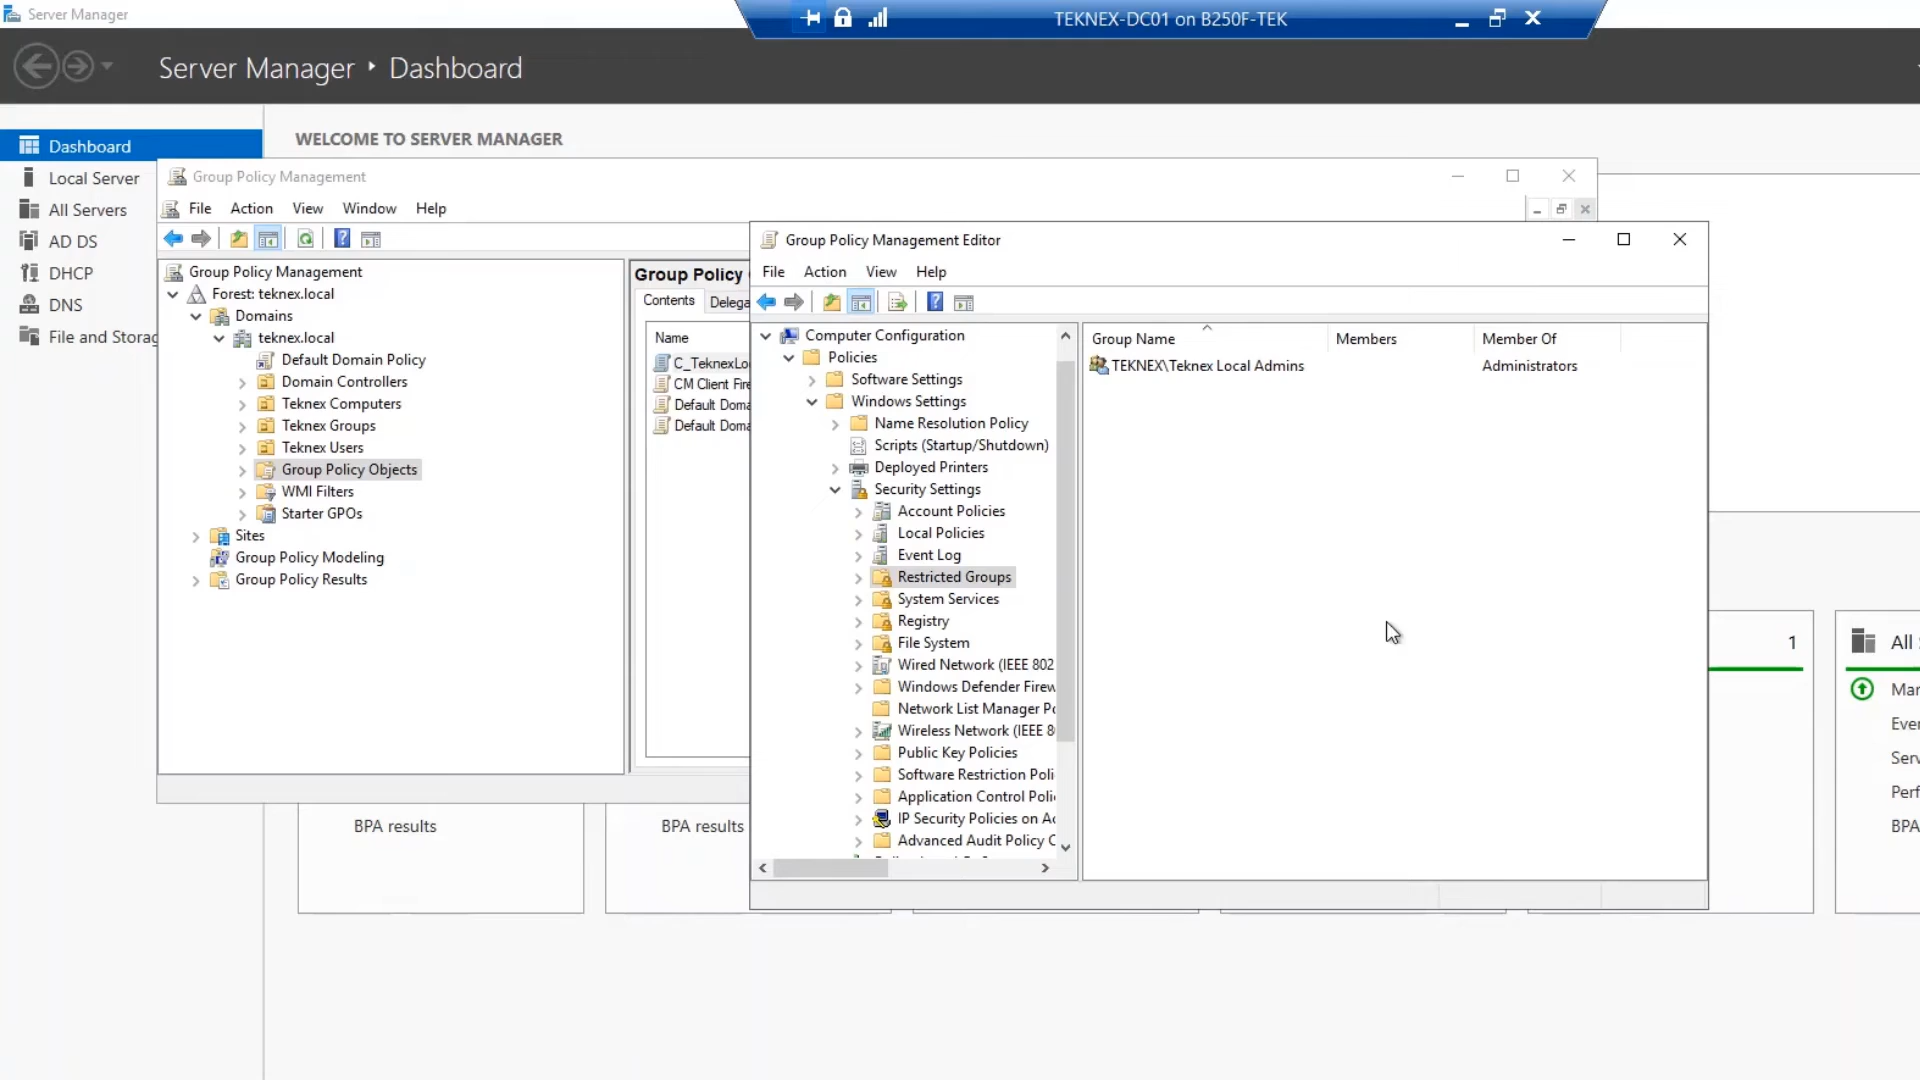 Server Manager
TEKNEX-DC01 on B250F-TEK
Server Manager
Dashboard
Dashboard
Local Server
All Servers
AD DS
DHCP
DNS
File and Storag
WELCOME TO SERVER MANAGER
Group Policy Management
File Action View Window Help
Group Policy Management
Forest: teknex.local
Domains
teknex.local
Default Domain Policy
Domain Controllers
Teknex Computers
Teknex Groups
Teknex Users
Group Policy Objects
WMI Filters
Starter GPOs
Sites
Group Policy Modeling
Group Policy Results
Group Policy
Contents Delega
Name
C_TeknexLo
CM Client Fire
Default Doma
Default Doma
Group Policy Management Editor
File Action View Help
Computer Configuration
Policies
Software Settings
Windows Settings
Name Resolution Policy
Scripts (Startup/Shutdown)
Deployed Printers
Security Settings
Account Policies
Local Policies
Event Log
Restricted Groups
System Services
Registry
File System
Wired Network (IEEE 802
Windows Defender Firew
Network List Manager Po
Wireless Network (IEEE 8
Public Key Policies
Software Restriction Poli
Application Control Poli
IP Security Policies on Ac
Advanced Audit Policy C
Group Name Members Member Of
TEKNEX\Teknex Local Admins Administrators
BPA results
BPA results
1
All
Mar
Ever
Serv
Perf
BPA